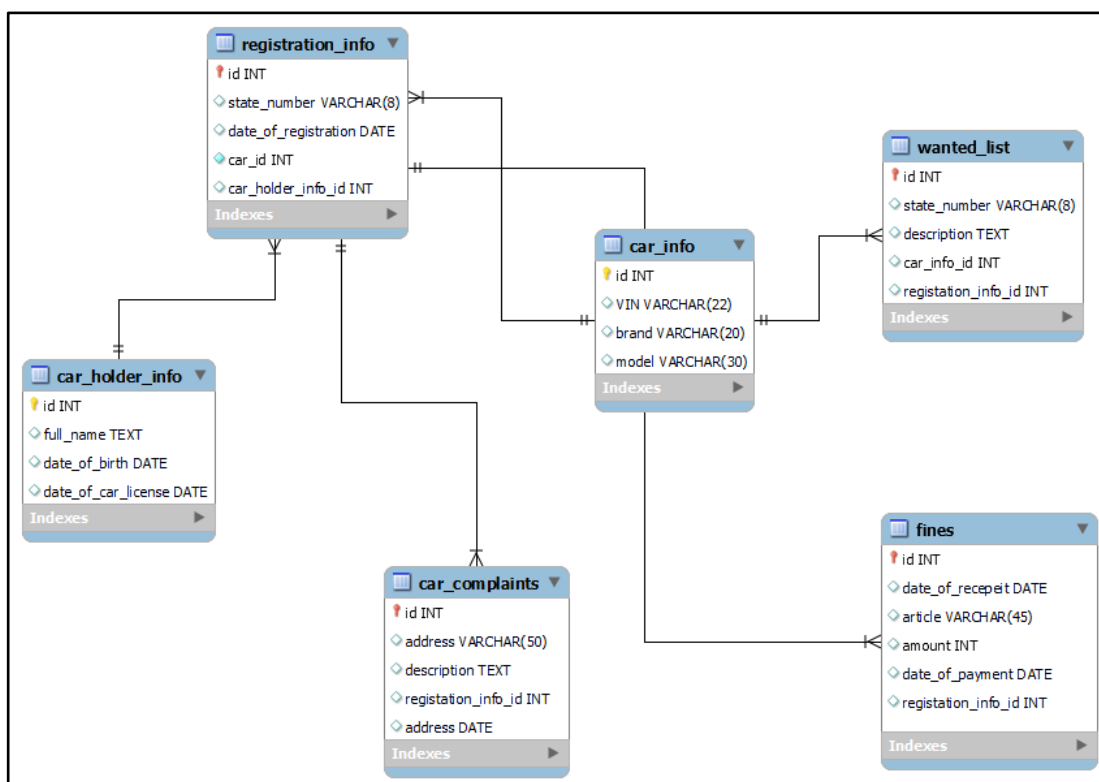 registration_info
id INT
state_number VARCHAR(8)
date_of_registration DATE
car_id INT
car_holder_info_id INT
Indexes
wanted_list
id INT
state_number VARCHAR(8)
description TEXT
car_info_id INT
registation_info_id INT
Indexes
car_info
id INT
VIN VARCHAR(22)
brand VARCHAR(20)
model VARCHAR(30)
Indexes
car_holder_info
id INT
full_name TEXT
date_of_birth DATE
date_of_car_license DATE
Indexes
car_complaints
id INT
address VARCHAR(50)
description TEXT
registation_info_id INT
address DATE
Indexes
fines
id INT
date_of_recepeit DATE
article VARCHAR(45)
amount INT
date_of_payment DATE
registation_info_id INT
Indexes